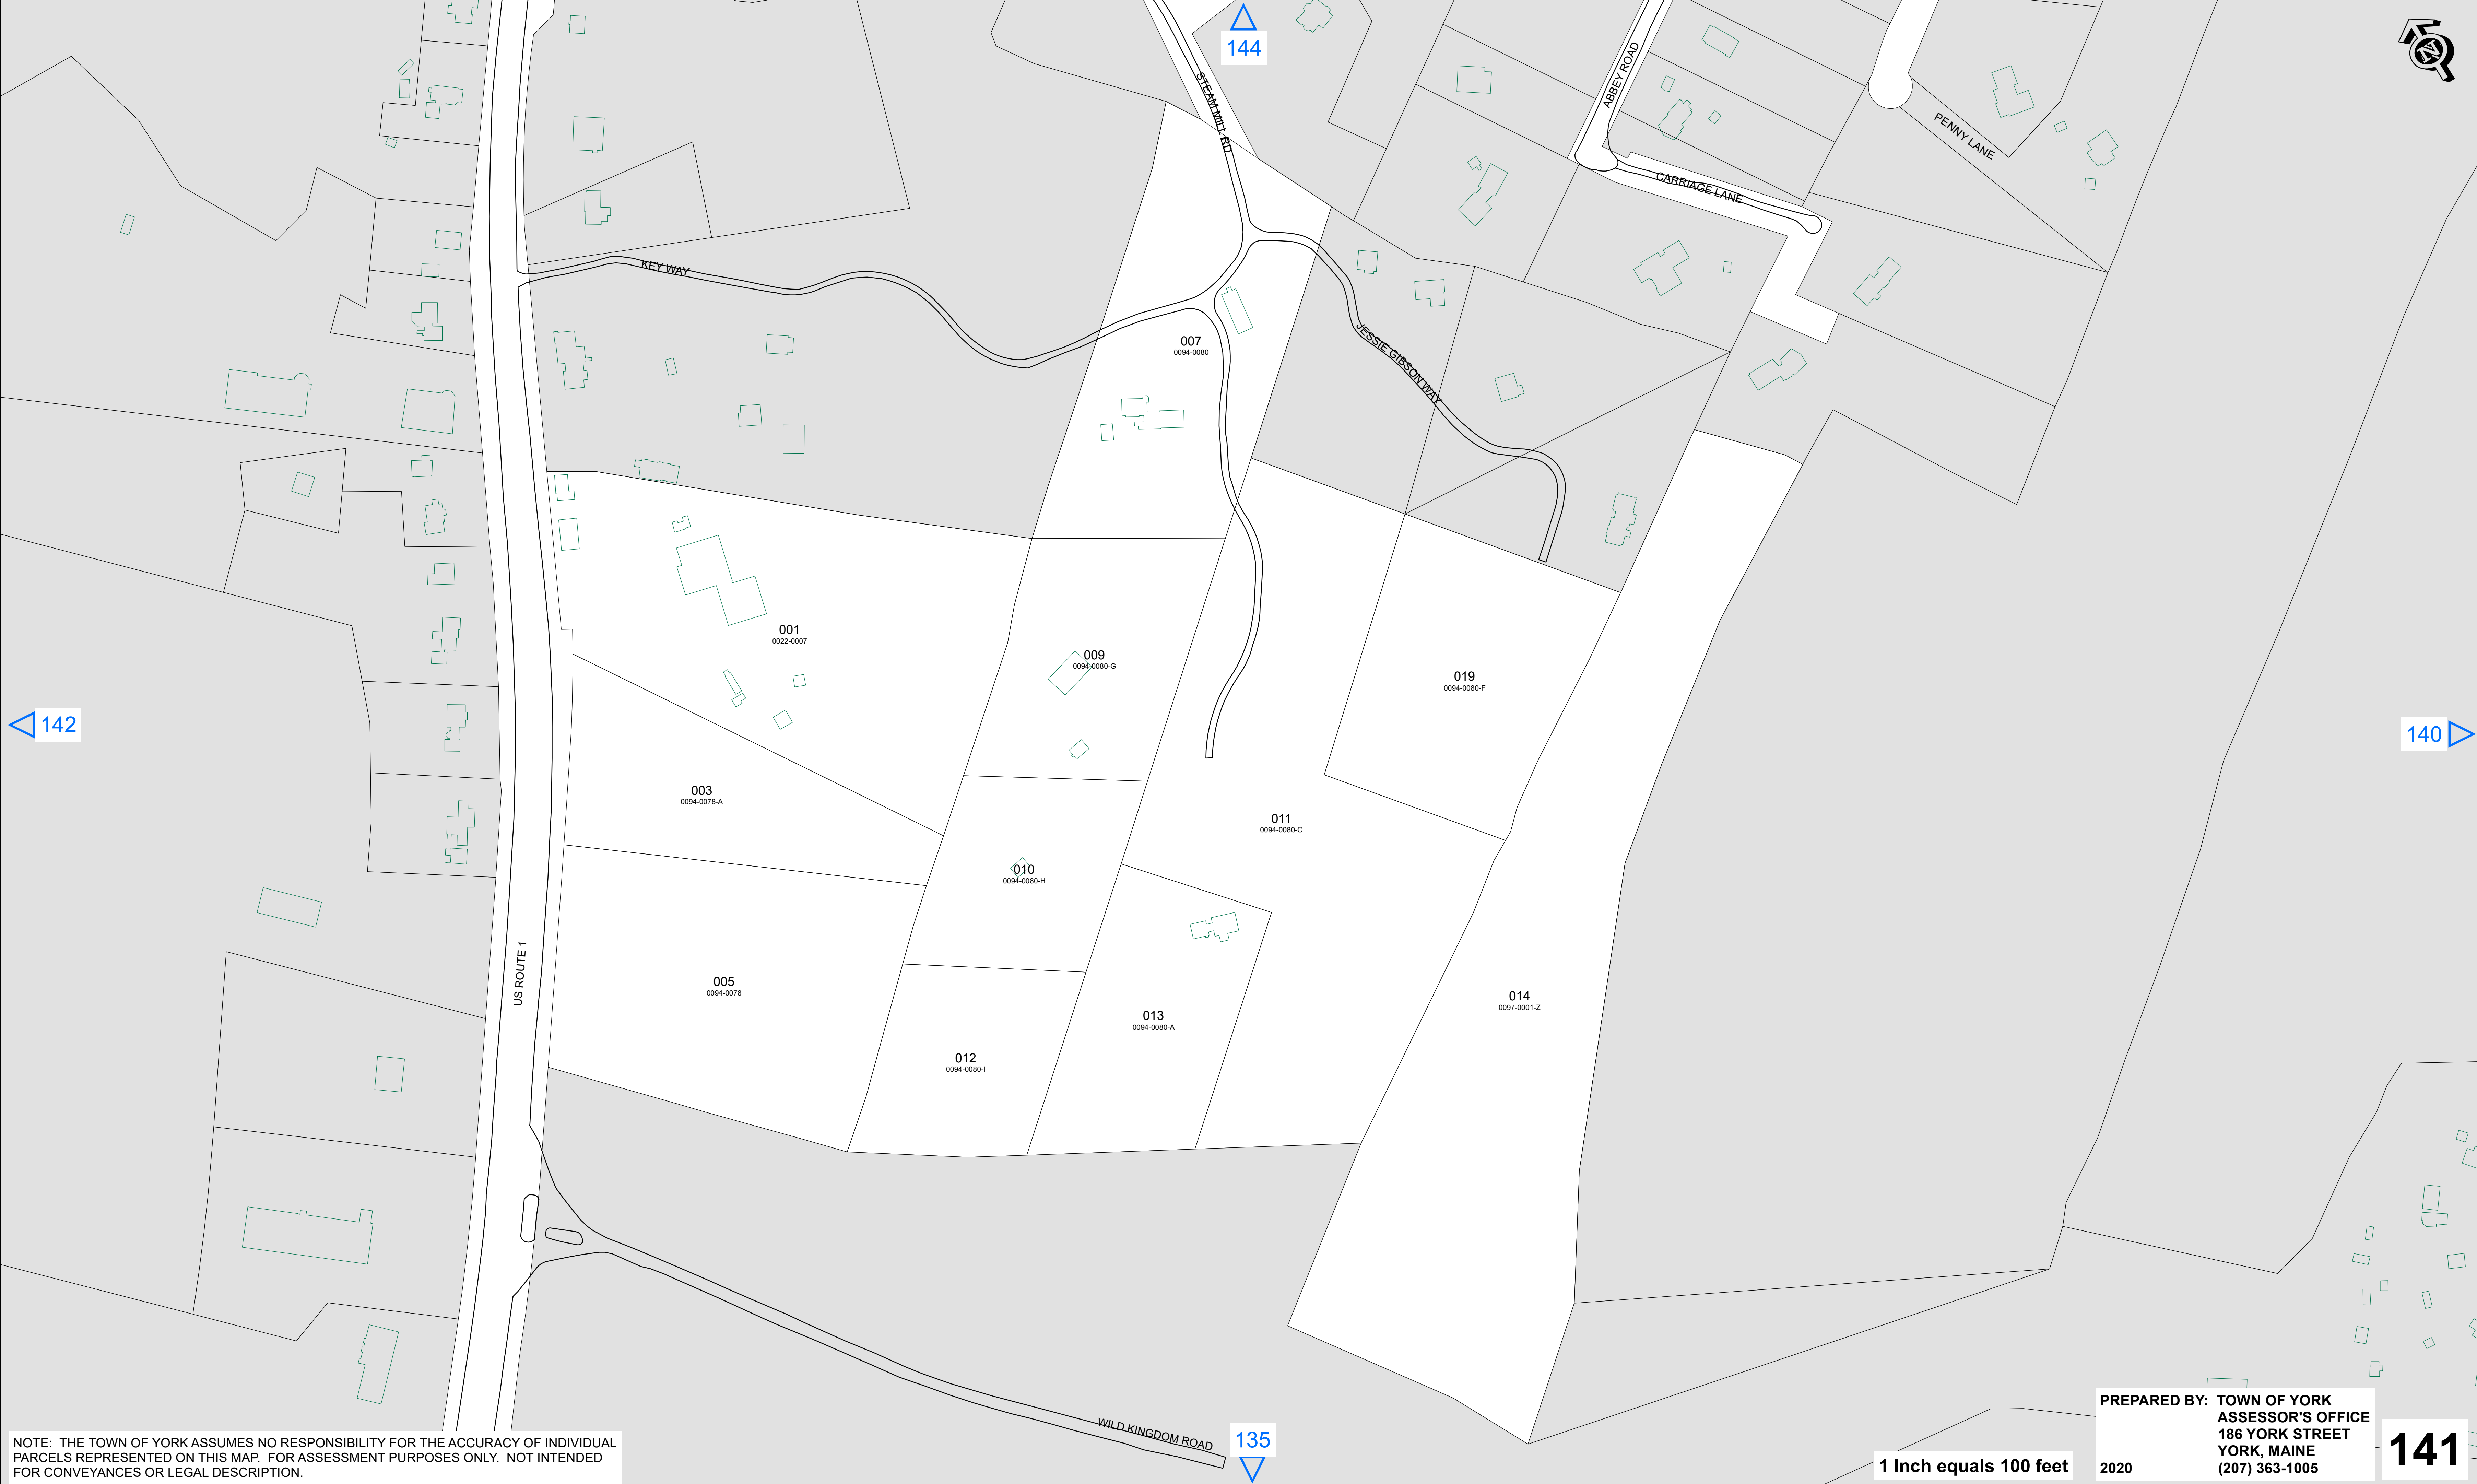 144
N
STEAM MILL RD
ABBEY ROAD
PENNY LANE
CARRIAGE LANE
KEY WAY
007
0094-0080
JESSIE GIBSON WAY
001
0022-0007
009
0094-0080-G
019
0094-0080-F
142
140
003
0094-0078-A
011
0094-0080-C
010
0094-0080-H
US ROUTE 1
005
0094-0078
014
0097-0001-Z
013
0094-0080-A
012
0094-0080-I
WILD KINGDOM ROAD
135
NOTE: THE TOWN OF YORK ASSUMES NO RESPONSIBILITY FOR THE ACCURACY OF INDIVIDUAL
PARCELS REPRESENTED ON THIS MAP. FOR ASSESSMENT PURPOSES ONLY. NOT INTENDED
FOR CONVEYANCES OR LEGAL DESCRIPTION.
1 Inch equals 100 feet
PREPARED BY: TOWN OF YORK
ASSESSOR'S OFFICE
186 YORK STREET
YORK, MAINE
2020 (207) 363-1005
141